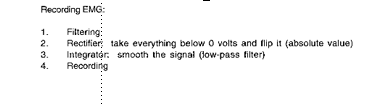 Recording EMG:
1. Filtering:
2. Rectifier: take everything below 0 volts and flip it (absolute value)
3. Integrator: smooth the signal (low-pass filter)
4. Recording